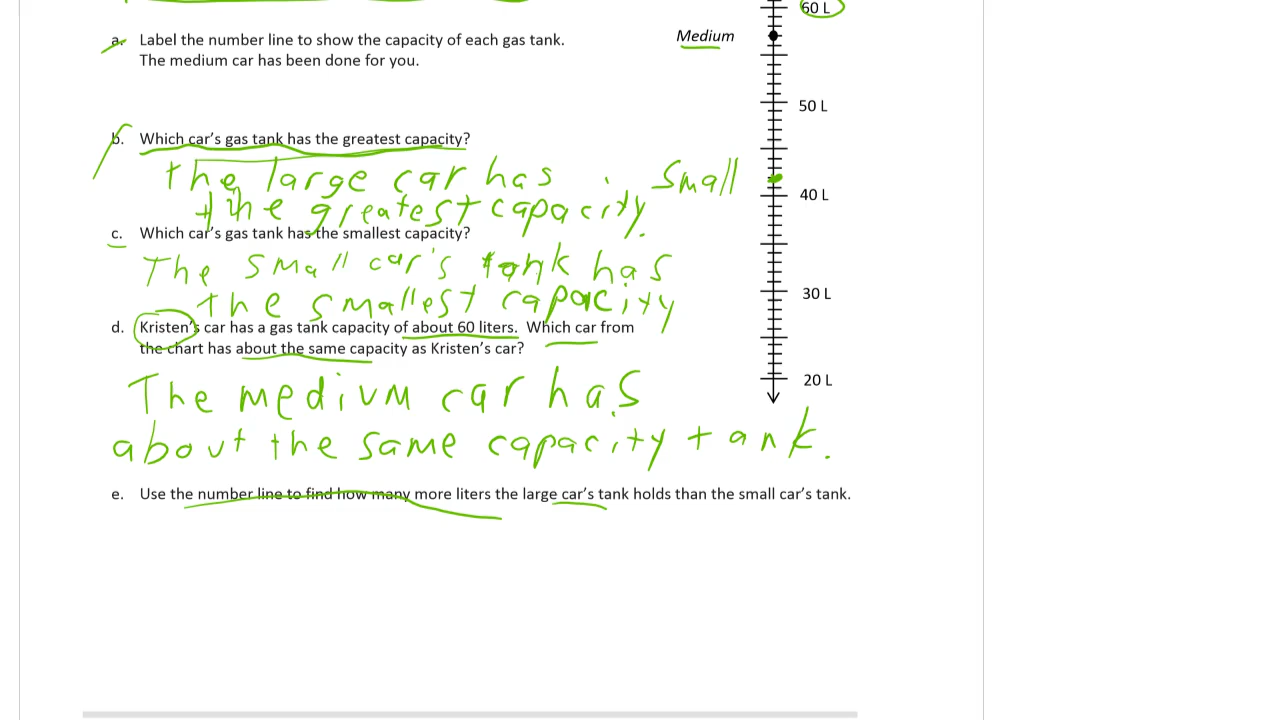 60 L
a. Label the number line to show the capacity of each gas tank.
The medium car has been done for you.
Medium
50 L
b. Which car's gas tank has the greatest capacity?
The large car has
the greatest capacity.
Small
40 L
c. Which car's gas tank has the smallest capacity?
The small car's tank has
the smallest capacity
30 L
d. Kristen's car has a gas tank capacity of about 60 liters. Which car from
the chart has about the same capacity as Kristen's car?
20 L
The medium car has
about the same capacity tank.
e. Use the number line to find how many more liters the large car's tank holds than the small car's tank.